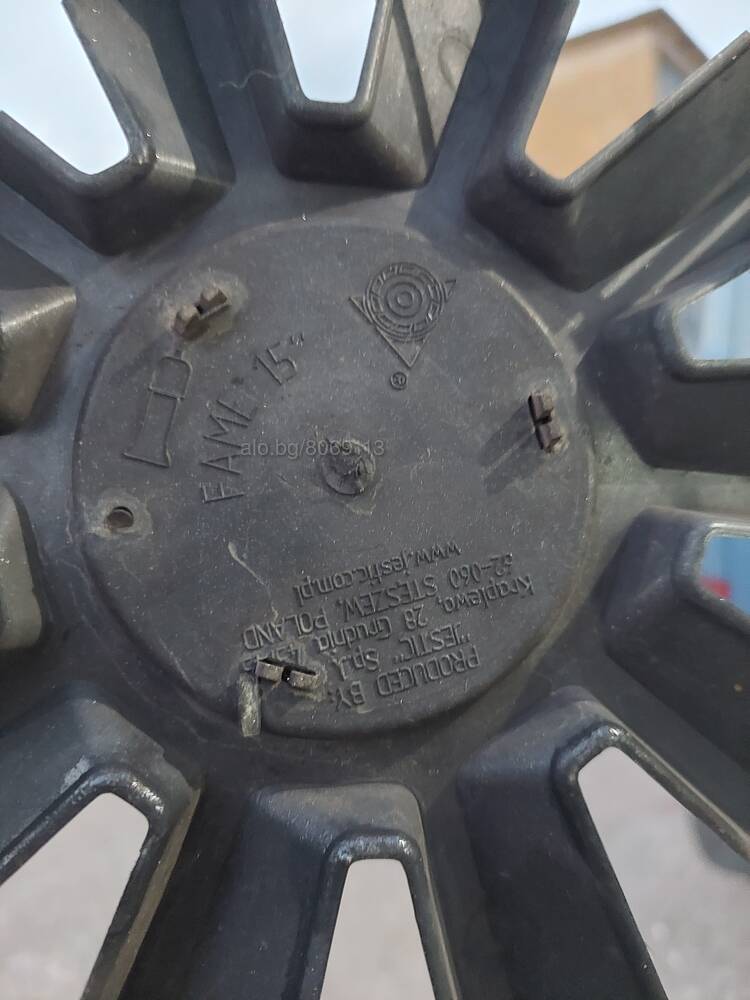 FAME 15"
alo.bg/8069113
PRODUCED BY:
"JESTIC" Sp.J.
Kraplewo, 28 Grudnia
62-060 STĘSZEW, POLAND
www.jestic.com.pl